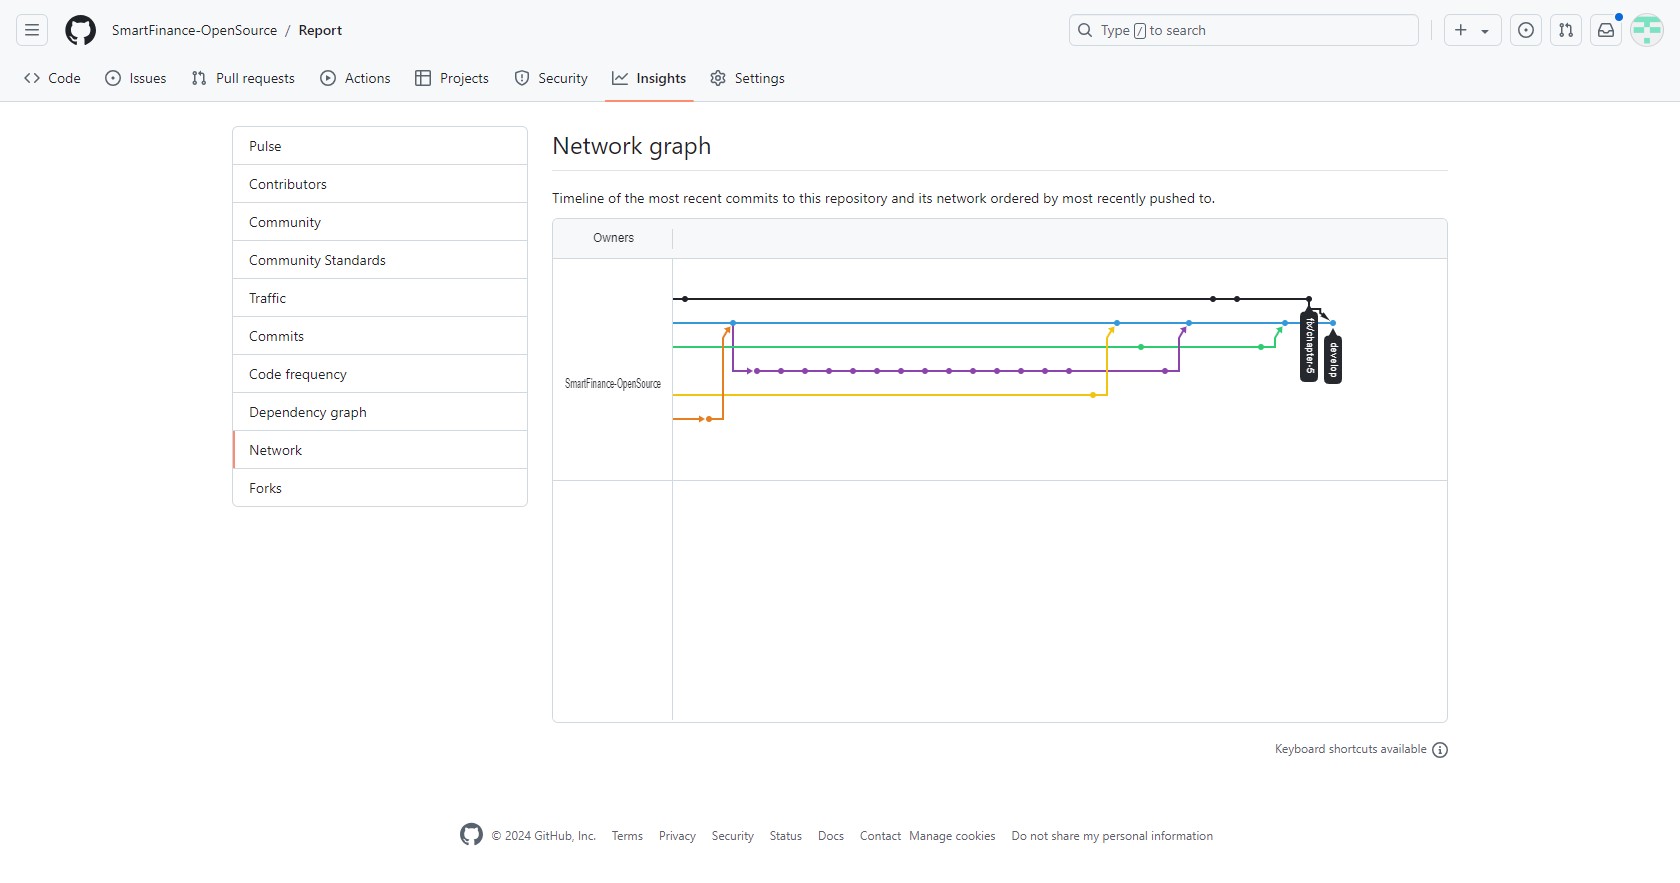 SmartFinance-OpenSource / Report
Type / to search
Code Issues Pull requests Actions Projects Security Insights Settings
Pulse
Contributors
Community
Community Standards
Traffic
Commits
Code frequency
Dependency graph
Network
Forks
Network graph
Timeline of the most recent commits to this repository and its network ordered by most recently pushed to.
Owners
SmartFinance-OpenSource
fix/chapter-5
develop
Keyboard shortcuts available
© 2024 GitHub, Inc. Terms Privacy Security Status Docs Contact Manage cookies Do not share my personal information